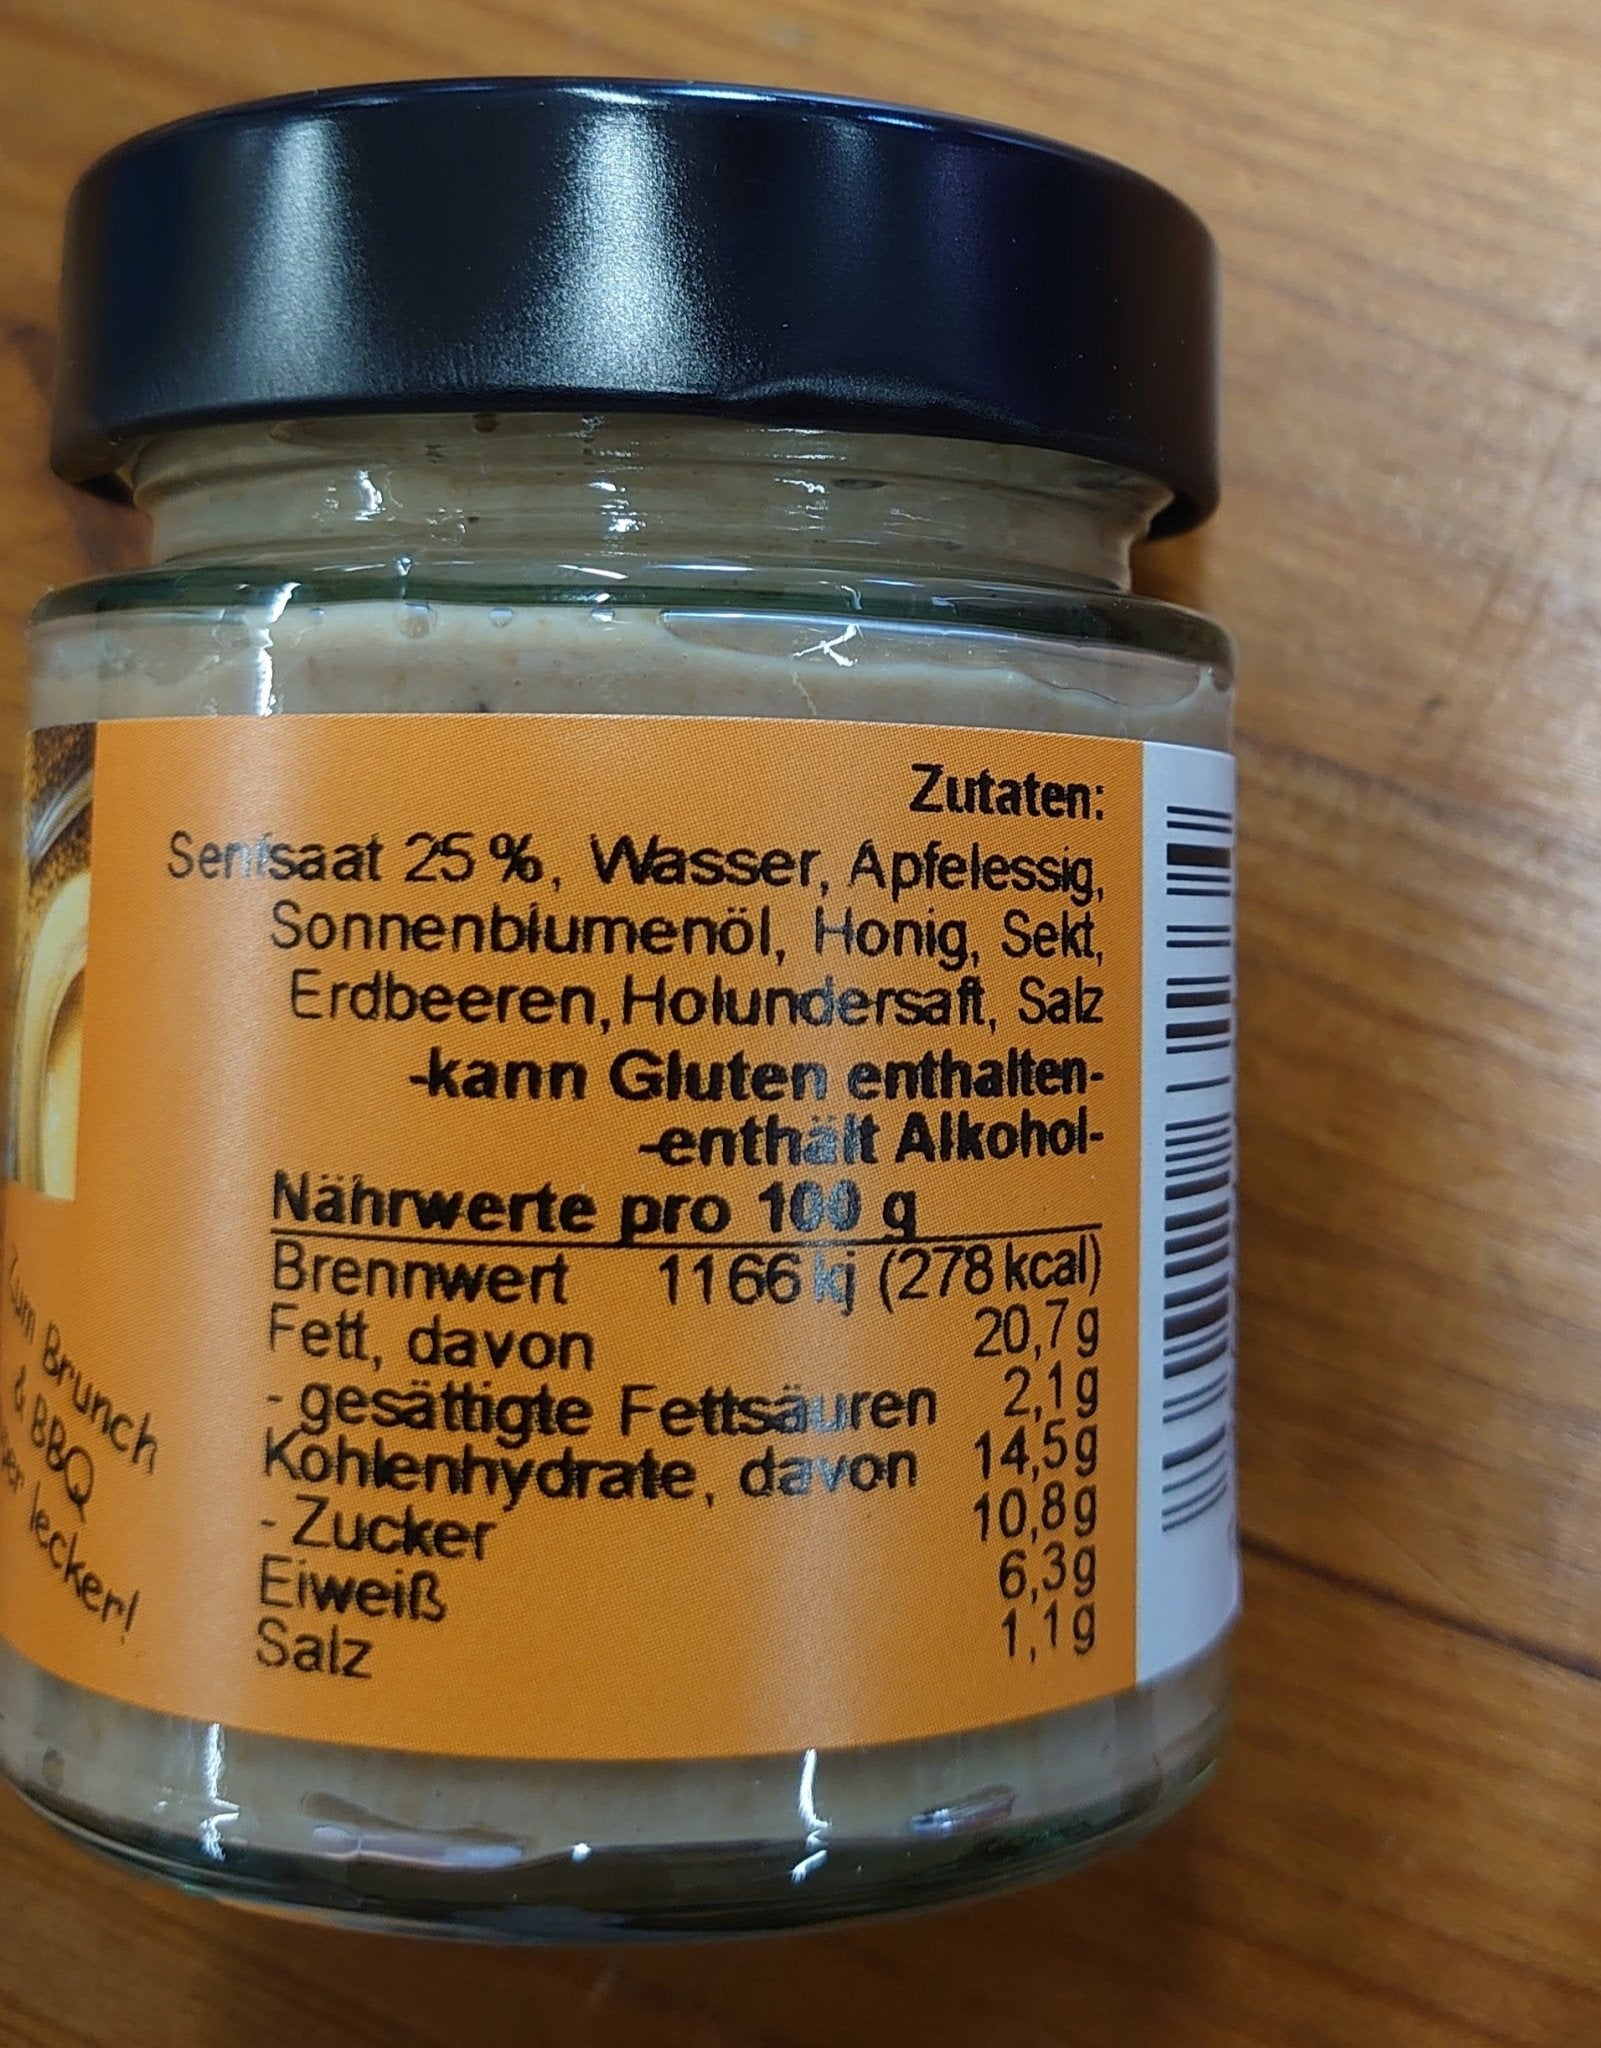 Zutaten:
Senfsaat 25 %, Wasser, Apfelessig,
Sonnenblumenöl, Honig, Sekt,
Erdbeeren, Holundersaft, Salz
-kann Gluten enthalten-
-enthält Alkohol-
Nährwerte pro 100 g
Brennwert 1166 kj (278 kcal)
Fett, davon 20,7g
- gesättigte Fettsäuren 2,1g
Kohlenhydrate, davon 14,5g
- Zucker 10,8g
Eiweiß 6,3g
Salz 1,1g
Zum Brunch
& BBQ
lecker!